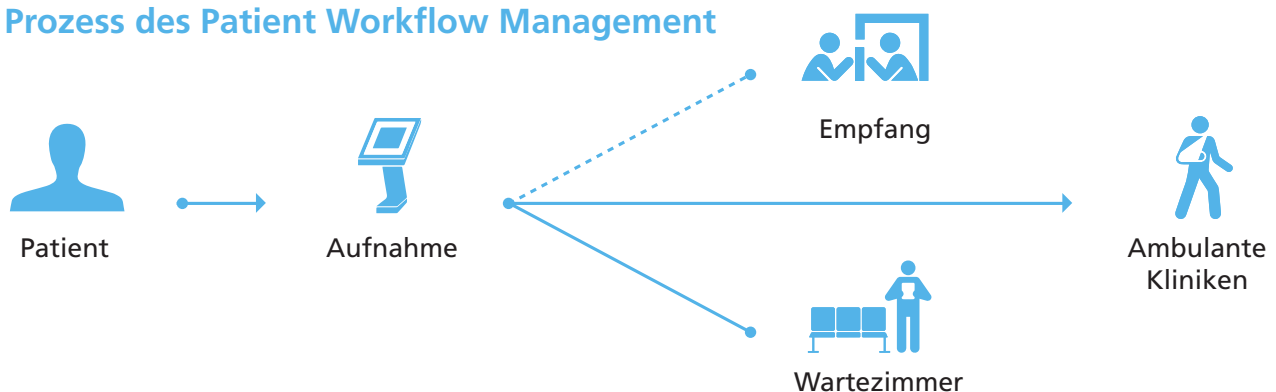 Prozess des Patient Workflow Management
Empfang
Patient
Aufnahme
Ambulante
Kliniken
Wartezimmer